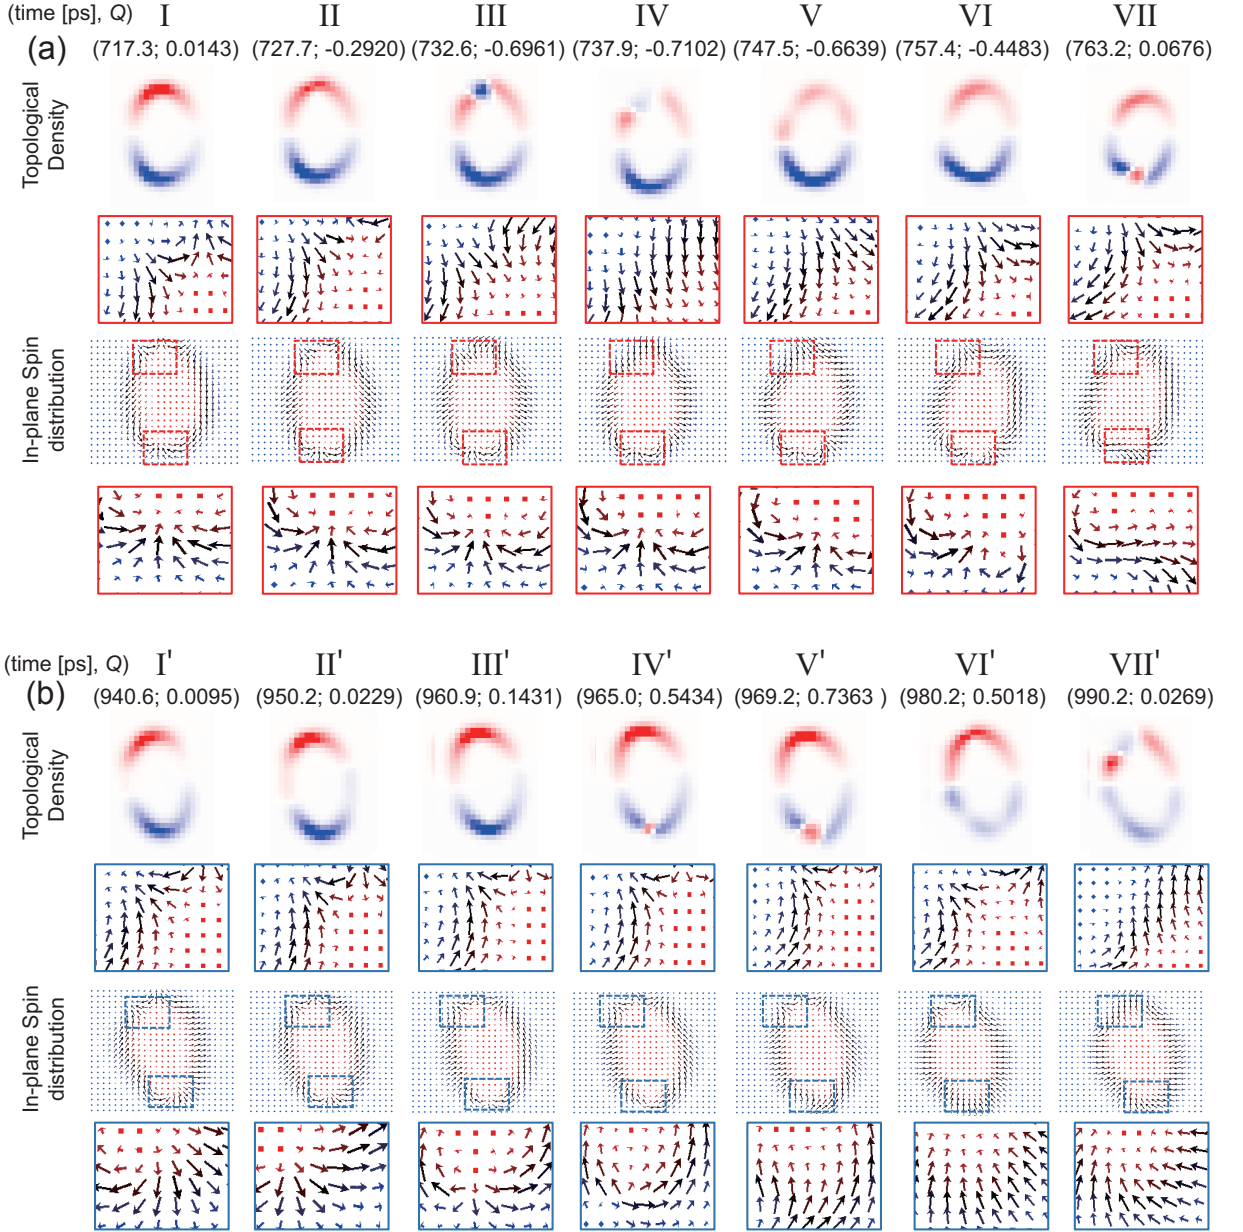 (time [ps], Q) I II III IV V VI VII
(a) (717.3; 0.0143) (727.7; -0.2920) (732.6; -0.6961) (737.9; -0.7102) (747.5; -0.6639) (757.4; -0.4483) (763.2; 0.0676)
Topological
Density
In-plane Spin
distribution
(time [ps], Q) I' II' III' IV' V' VI' VII'
(b) (940.6; 0.0095) (950.2; 0.0229) (960.9; 0.1431) (965.0; 0.5434) (969.2; 0.7363 ) (980.2; 0.5018) (990.2; 0.0269)
Topological
Density
In-plane Spin
distribution